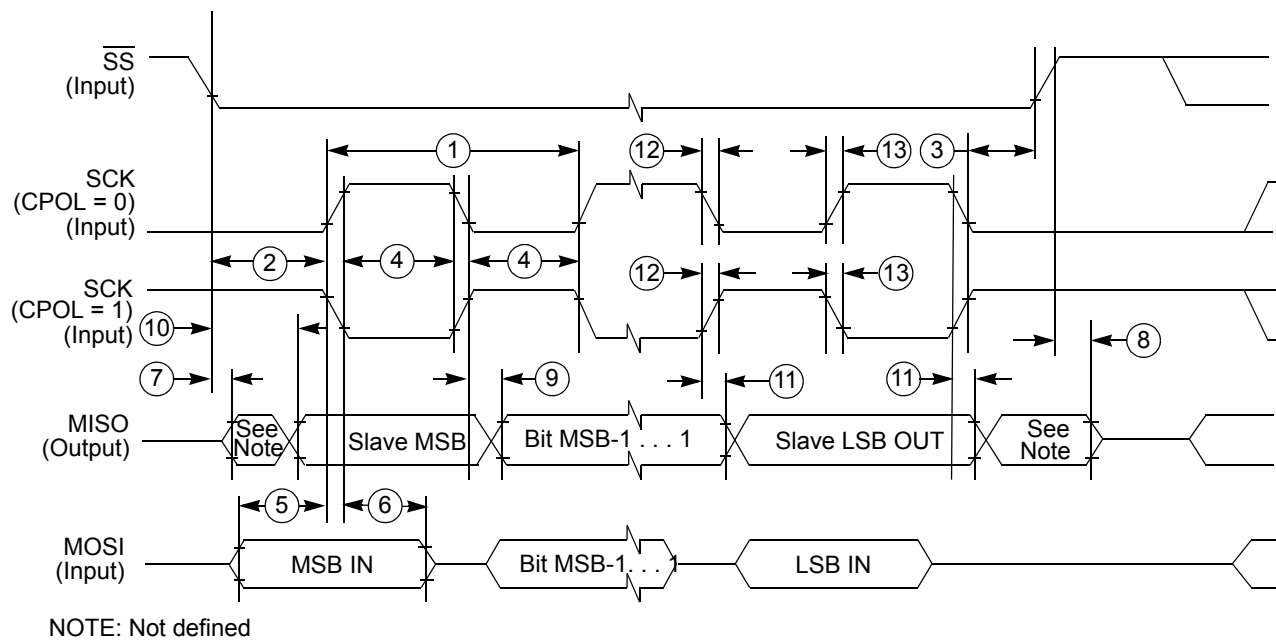 SS
(Input)
1
12
13
3
SCK
(CPOL = 0)
(Input)
2
4
4
12
13
SCK
(CPOL = 1)
(Input)
10
8
7
9
11
11
MISO
(Output)
See
Note
Slave MSB
Bit MSB-1 . . . 1
Slave LSB OUT
See
Note
5
6
MOSI
(Input)
MSB IN
Bit MSB-1. . . 1
LSB IN
NOTE: Not defined